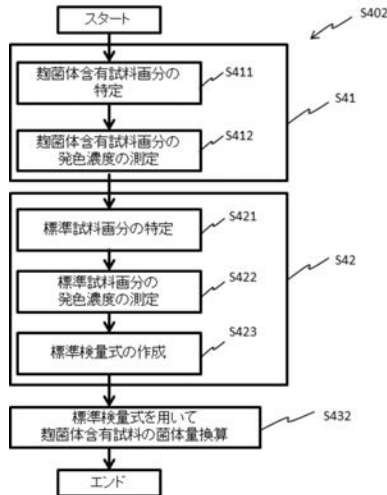 スタート
S402
麹菌体含有試料画分の
特定
S411
S41
麹菌体含有試料画分の
発色濃度の測定
S412
標準試料画分の特定
S421
標準試料画分の
発色濃度の測定
S422
S42
標準検量式の作成
S423
標準検量式を用いて
麹菌体含有試料の菌体量換算
S432
エンド